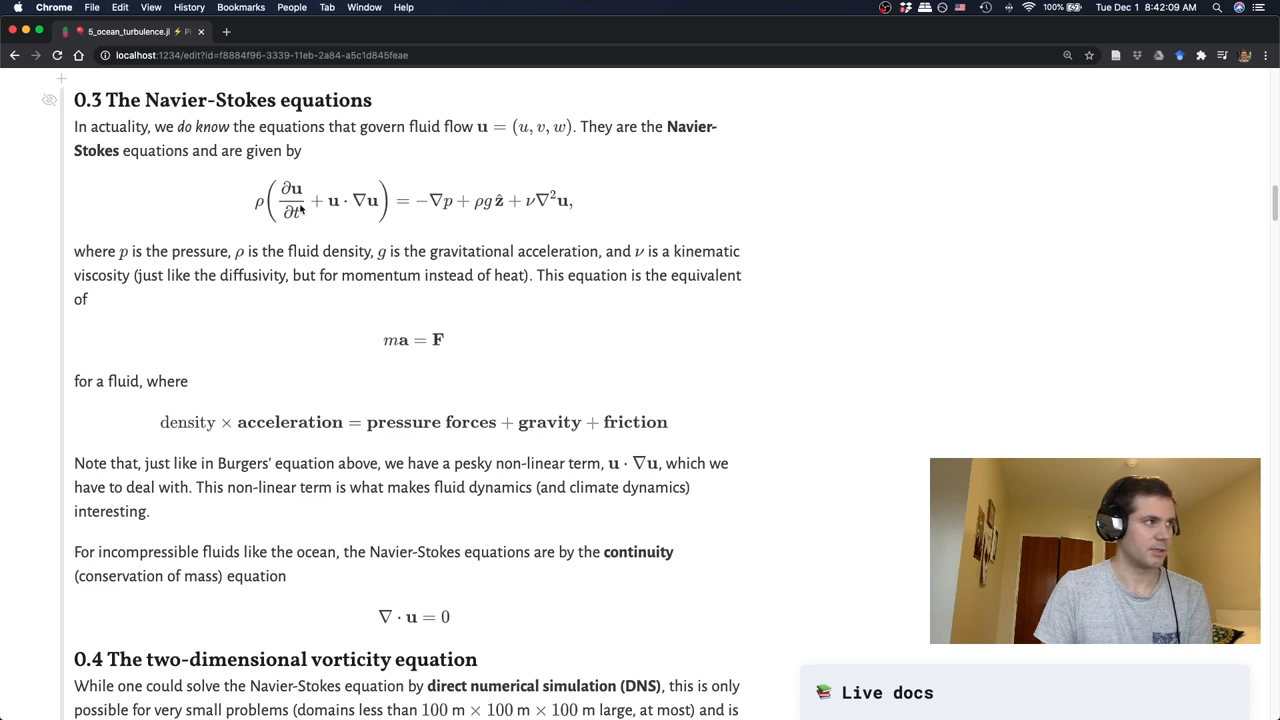 Chrome File Edit View History Bookmarks People Tab Window Help 100% Tue Dec 1 8:42:09 AM
5_ocean_turbulence.jl ⚡ Pl
localhost:1234/edit?id=f8884f96-3339-11eb-2a84-a5c1d845feae
0.3 The Navier-Stokes equations
In actuality, we do know the equations that govern fluid flow u = (u, v, w). They are the Navier-
Stokes equations and are given by
ρ(∂u/∂t + u · ∇u) = −∇p + ρg ẑ + ν∇²u,
where p is the pressure, ρ is the fluid density, g is the gravitational acceleration, and ν is a kinematic
viscosity (just like the diffusivity, but for momentum instead of heat). This equation is the equivalent
of
ma = F
for a fluid, where
density × acceleration = pressure forces + gravity + friction
Note that, just like in Burgers' equation above, we have a pesky non-linear term, u · ∇u, which we
have to deal with. This non-linear term is what makes fluid dynamics (and climate dynamics)
interesting.
For incompressible fluids like the ocean, the Navier-Stokes equations are by the continuity
(conservation of mass) equation
∇ · u = 0
0.4 The two-dimensional vorticity equation
While one could solve the Navier-Stokes equation by direct numerical simulation (DNS), this is only
possible for very small problems (domains less than 100 m × 100 m × 100 m large, at most) and is
Live docs